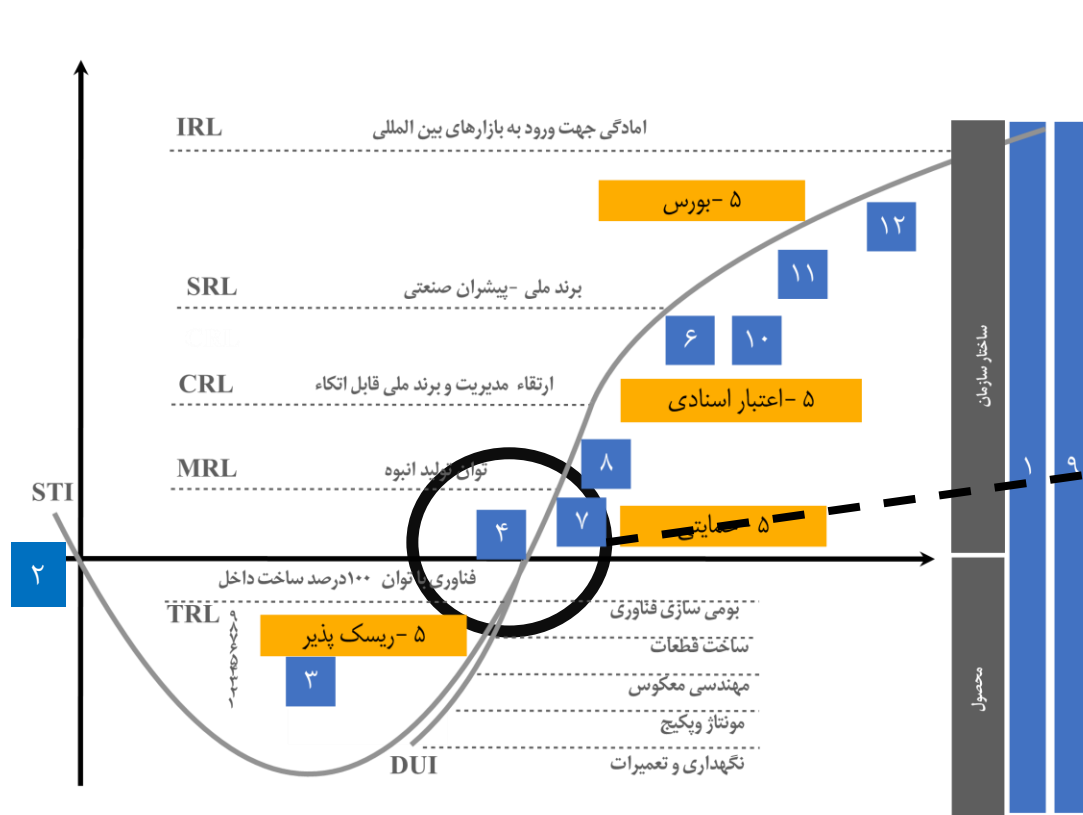 IRL
امادگی جهت ورود به بازارهای بین المللی
۵ -بورس
۱۲
۱۱
SRL
برند ملی -پیشران صنعتی
۶
۱۰
CRL
ارتقاء مدیریت و برند ملی قابل اتکاء
۵ -اعتبار اسنادی
ساختار سازمان
MRL
توان تولید انبوه
۸
۱
۹
STI
۷
۴
۵ -حمایتی
۲
فناوری با توان ۱۰۰درصد ساخت داخل
TRL
بومی سازی فناوری
۵ -ریسک پذیر
ساخت قطعات
۳
مهندسی معکوس
محصول
مونتاژ وپکیج
DUI
نگهداری و تعمیرات